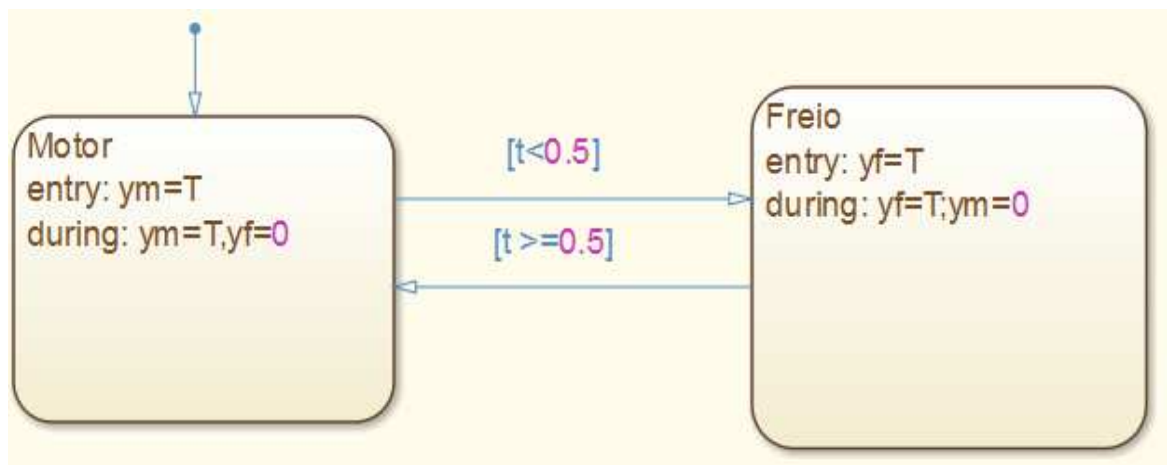 Motor
entry: ym=T
during: ym=T,yf=0
[t<0.5]
[t >=0.5]
Freio
entry: yf=T
during: yf=T;ym=0